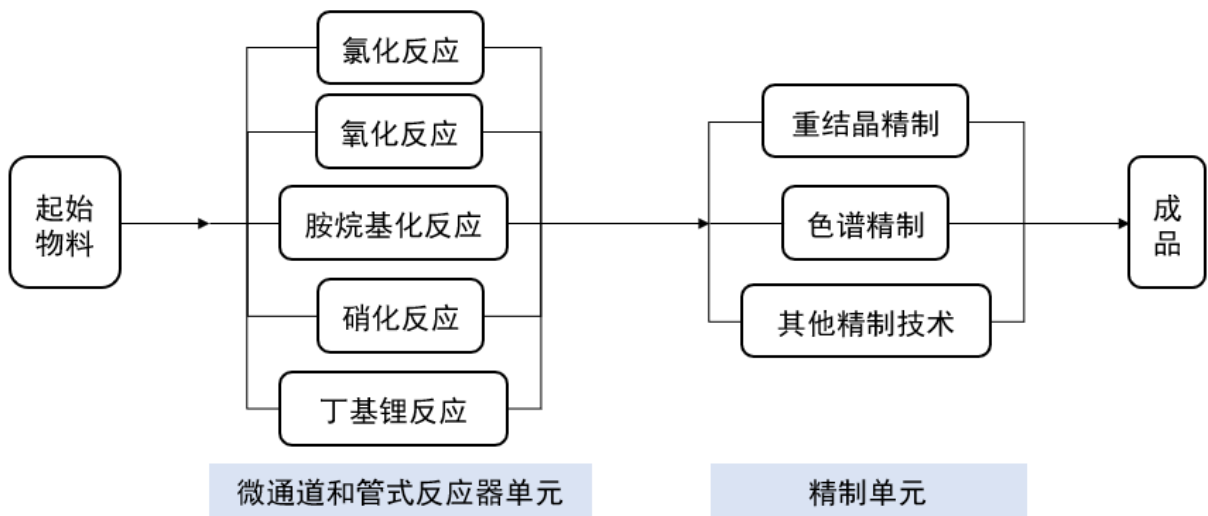 起始
物料
氯化反应
氧化反应
胺烷基化反应
硝化反应
丁基锂反应
微通道和管式反应器单元
重结晶精制
色谱精制
其他精制技术
精制单元
成
品